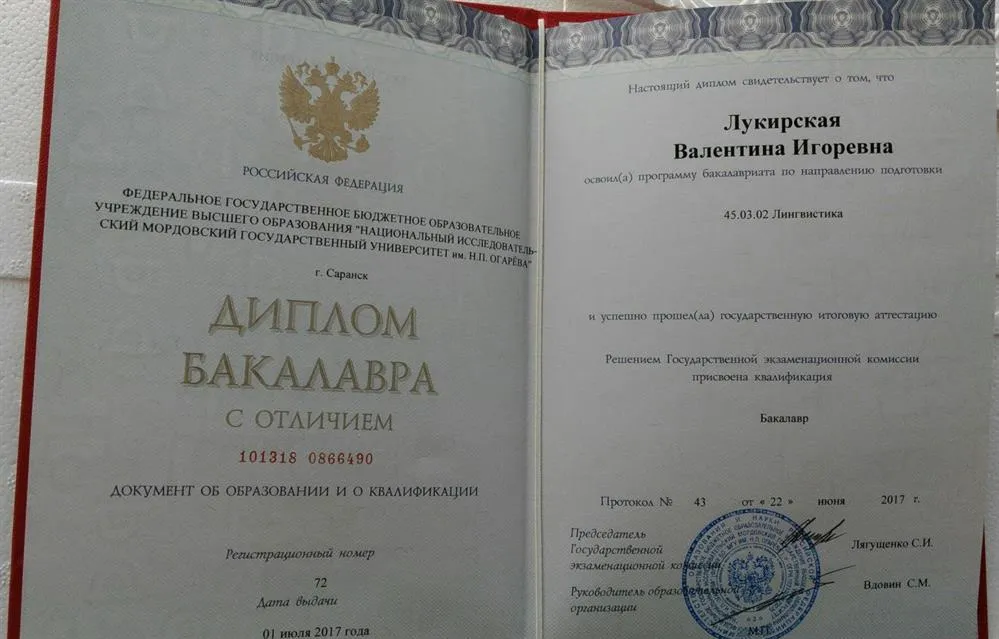 РОССИЙСКАЯ ФЕДЕРАЦИЯ
ФЕДЕРАЛЬНОЕ ГОСУДАРСТВЕННОЕ БЮДЖЕТНОЕ ОБРАЗОВАТЕЛЬНОЕ
УЧРЕЖДЕНИЕ ВЫСШЕГО ОБРАЗОВАНИЯ "НАЦИОНАЛЬНЫЙ ИССЛЕДОВАТЕЛЬ-
СКИЙ МОРДОВСКИЙ ГОСУДАРСТВЕННЫЙ УНИВЕРСИТЕТ им. Н.П. ОГАРЁВА"
г. Саранск
ДИПЛОМ
БАКАЛАВРА
С ОТЛИЧИЕМ
101318 0866490
ДОКУМЕНТ ОБ ОБРАЗОВАНИИ И О КВАЛИФИКАЦИИ
Регистрационный номер
72
Дата выдачи
01 июля 2017 года
Настоящий диплом свидетельствует о том, что
Лукирская
Валентина Игоревна
освоил(а) программу бакалавриата по направлению подготовки
45.03.02 Лингвистика
и успешно прошел(ла) государственную итоговую аттестацию
Решением Государственной экзаменационной комиссии
присвоена квалификация
Бакалавр
Протокол № 43 от « 22 » июня 2017 г.
Председатель
Государственной
экзаменационной комиссии
Лягущенко С.И.
Руководитель образовательной
организации
Вдовин С.М.
М.П.